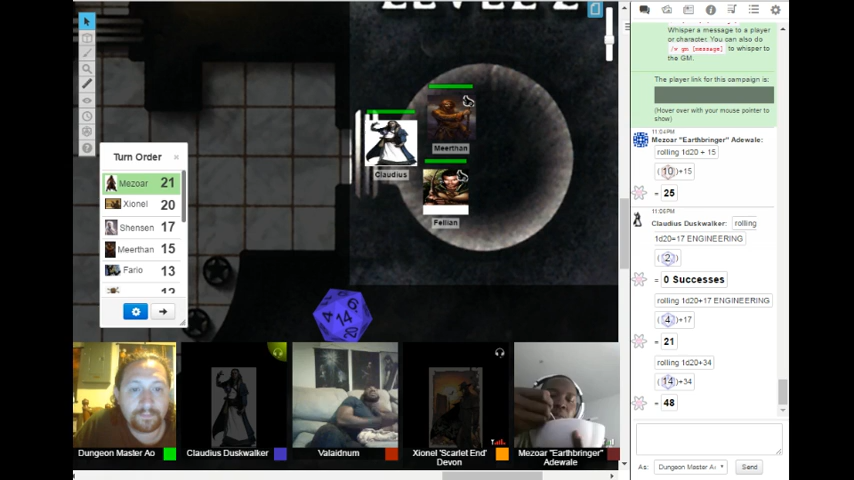 LEVEL 2
Turn Order
×
Mezoar 21
Xionel 20
Shensen 17
Meerthan 15
Fario 13
12
Claudius
Meerthan
Fellian
4 6 14
Dungeon Master Ao
Claudius Duskwalker
Valaidnum
Xionel 'Scarlet End'
Devon
Mezoar "Earthbringer"
Adewale
Whisper a message to a player
or character. You can also do
/w gm [message] to whisper to
the GM.
The player link for this campaign is:
(Hover over with your mouse pointer to
show)
11:04PM
Mezoar "Earthbringer" Adewale:
rolling 1d20 + 15
(10)+15
= 25
11:06PM
Claudius Duskwalker: rolling
1d20=17 ENGINEERING
(2)
= 0 Successes
rolling 1d20+17 ENGINEERING
(4)+17
= 21
rolling 1d20+34
(14)+34
= 48
As: Dungeon Master A
Send